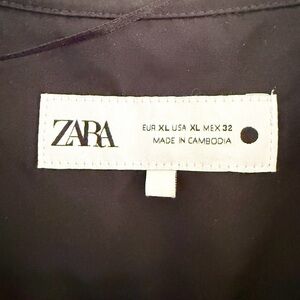 ZARA
EUR XL USA XL MEX 32
MADE IN CAMBODIA